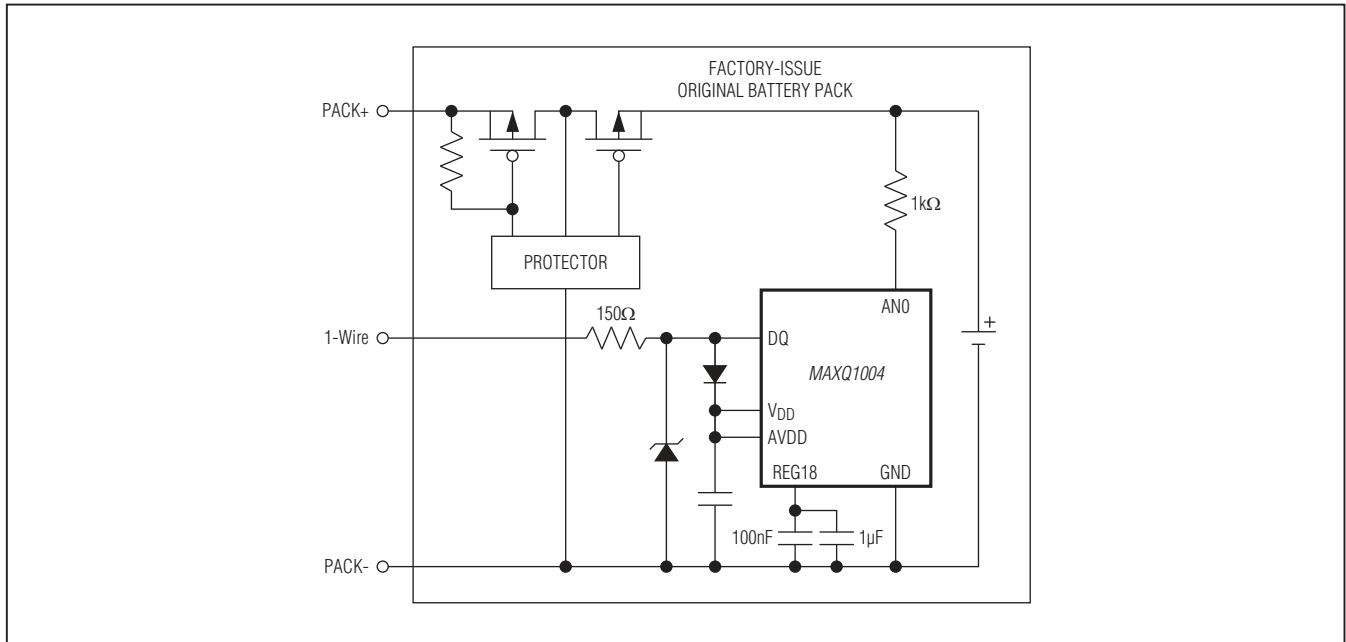 FACTORY-ISSUE
ORIGINAL BATTERY PACK
PACK+
1kΩ
PROTECTOR
AN0
150Ω
+
1-Wire
DQ
MAXQ1004
VDD
AVDD
REG18
GND
100nF
1µF
PACK-